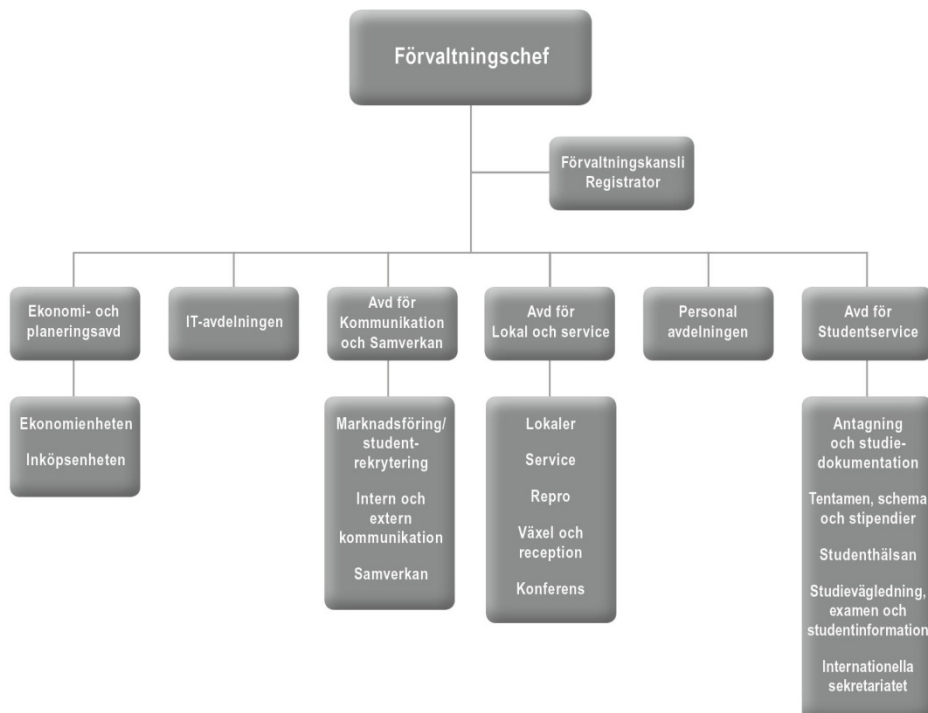 Förvaltningschef
Förvaltningskansli
Registrator
Ekonomi- och
planeringsavd
IT-avdelningen
Avd för
Kommunikation
och Samverkan
Avd för
Lokal och service
Personal
avdelningen
Avd för
Studentservice
Ekonomienheten
Inköpsenheten
Marknadsföring/
student-
rekrytering
Intern och
extern
kommunikation
Samverkan
Lokaler
Service
Repro
Växel och
reception
Konferens
Antagning
och studie-
dokumentation
Tentamen, schema
och stipendier
Studenthälsan
Studievägledning,
examen och
studentinformation
Internationella
sekretariatet